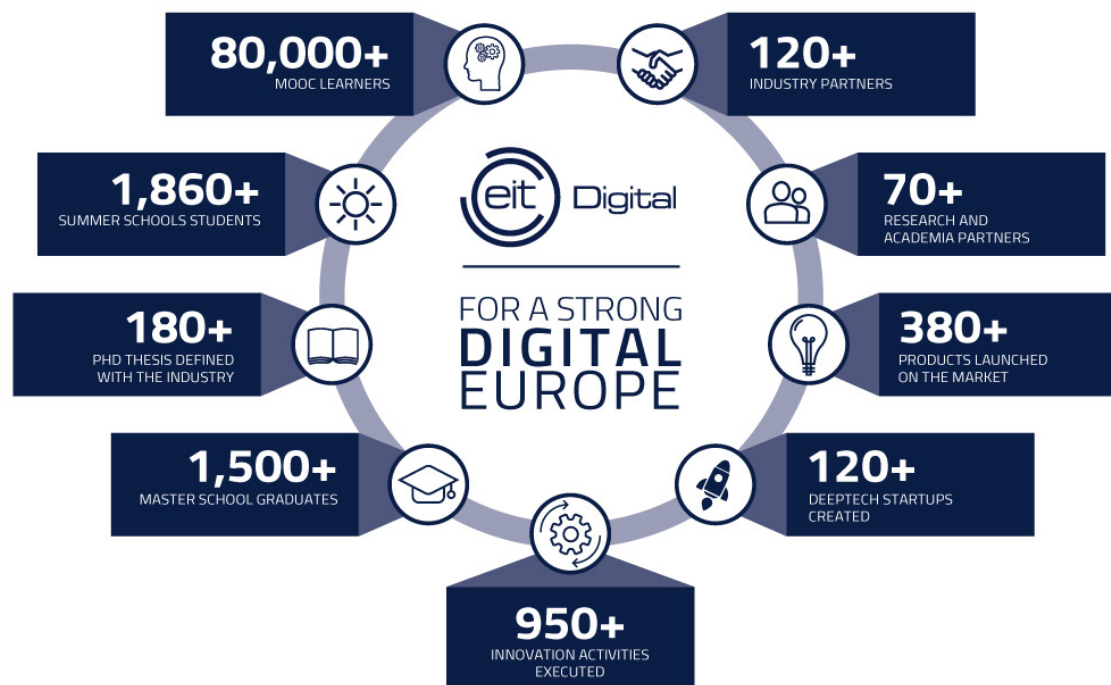 80,000+
MOOC LEARNERS
120+
INDUSTRY PARTNERS
1,860+
SUMMER SCHOOLS STUDENTS
eit Digital
70+
RESEARCH AND
ACADEMIA PARTNERS
180+
PHD THESIS DEFINED
WITH THE INDUSTRY
FOR A STRONG
DIGITAL
EUROPE
380+
PRODUCTS LAUNCHED
ON THE MARKET
1,500+
MASTER SCHOOL GRADUATES
120+
DEEPTECH STARTUPS
CREATED
950+
INNOVATION ACTIVITIES
EXECUTED